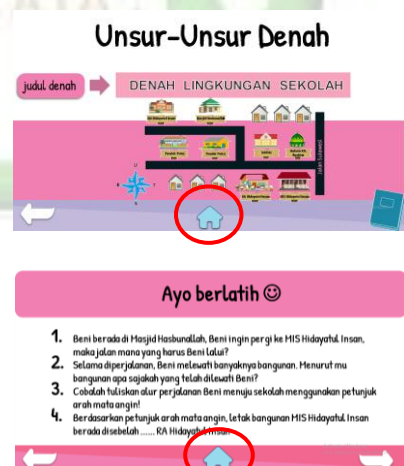 Unsur-Unsur Denah
judul denah
DENAH LINGKUNGAN SEKOLAH
Ayo berlatih ☺
1. Beni berada di Masjid Hasbunallah, Beni ingin pergi ke MIS Hidayatul Insan,
maka jalan mana yang harus Beni lalui?
2. Selama diperjalanan, Beni melewati banyaknya bangunan. Menurut mu
bangunan apa sajakah yang telah dilewati Beni?
3. Cobalah tuliskan alur perjalanan Beni menuju sekolah menggunakan petunjuk
arah mata angin!
4. Berdasarkan petunjuk arah mata angin, letak bangunan MIS Hidayatul Insan
berada disebelah ...... RA Hidayatul Insan.